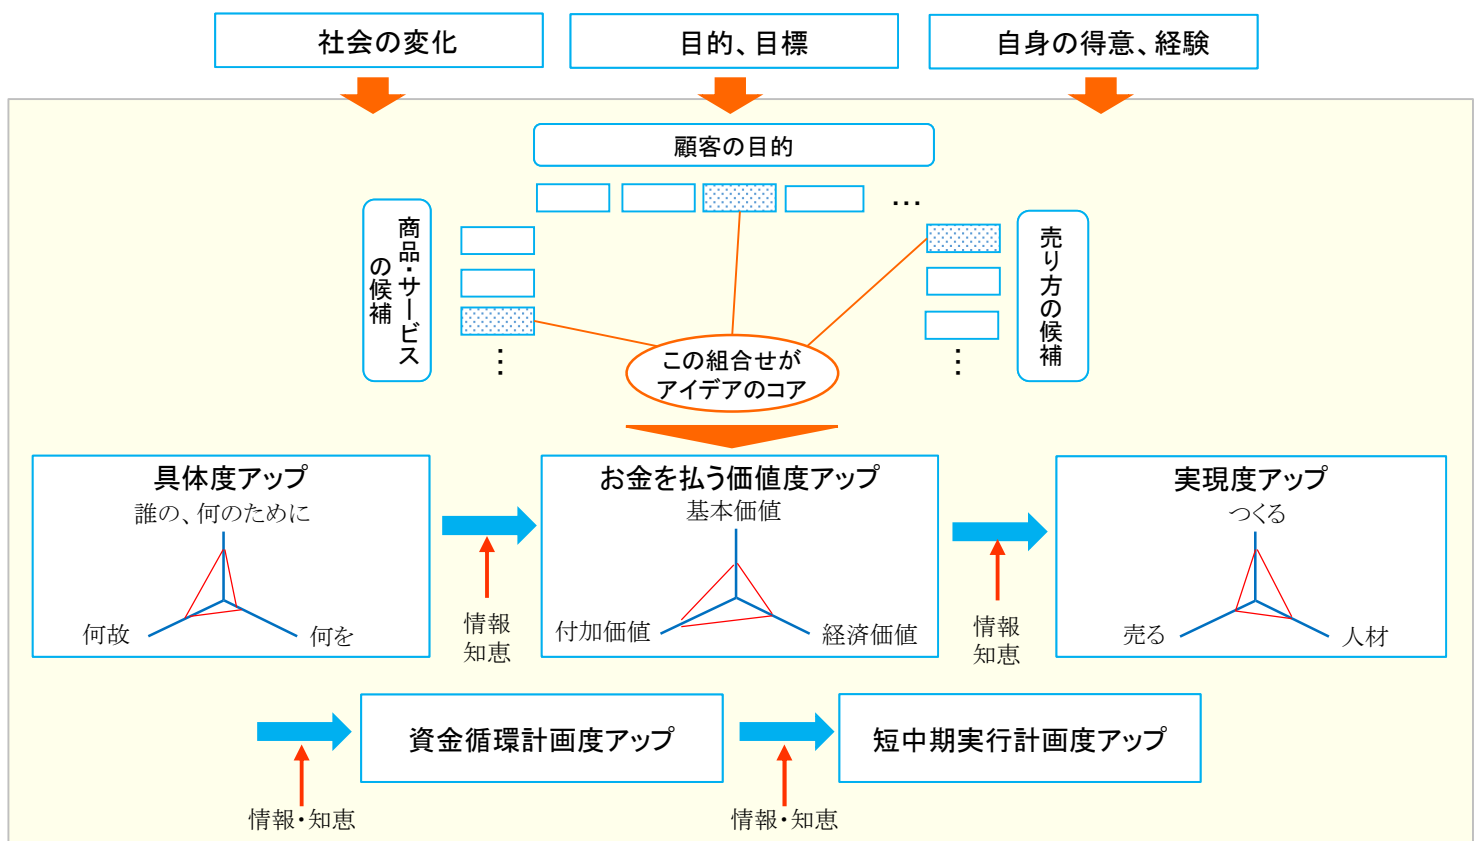 社会の変化
目的、目標
自身の得意、経験
顧客の目的
…
商品・サービス
の候補
…
売り方の候補
…
この組合せが
アイデアのコア
具体度アップ
誰の、何のために
何故
何を
情報
知恵
お金を払う価値度アップ
基本価値
付加価値
経済価値
情報
知恵
実現度アップ
つくる
売る
人材
資金循環計画度アップ
情報・知恵
短中期実行計画度アップ
情報・知恵